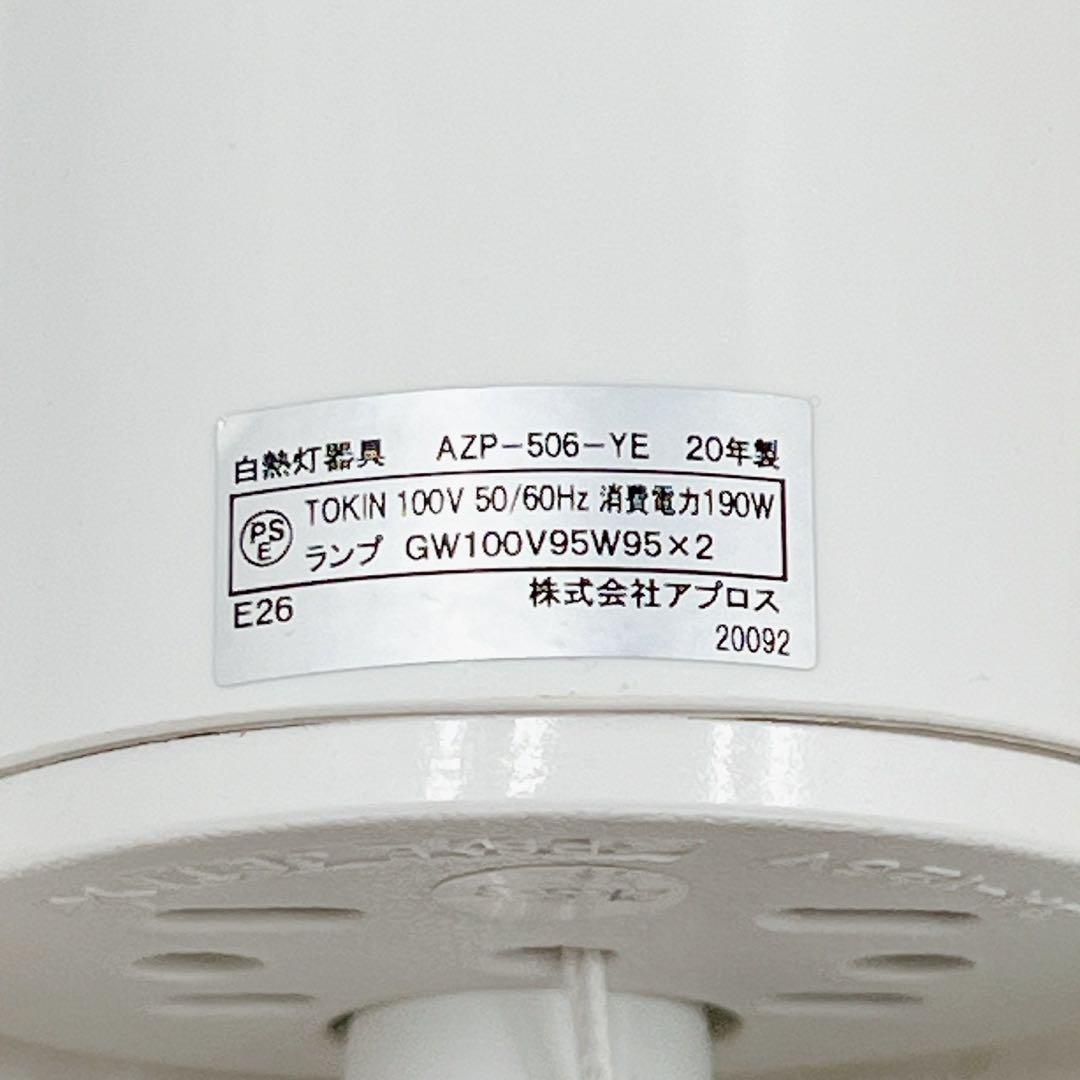 白熱灯器具 AZP-506-YE 20年製
PSE TOKIN 100V 50/60Hz 消費電力190W
ランプ GW100V95W95×2
E26 株式会社アプロス
20092